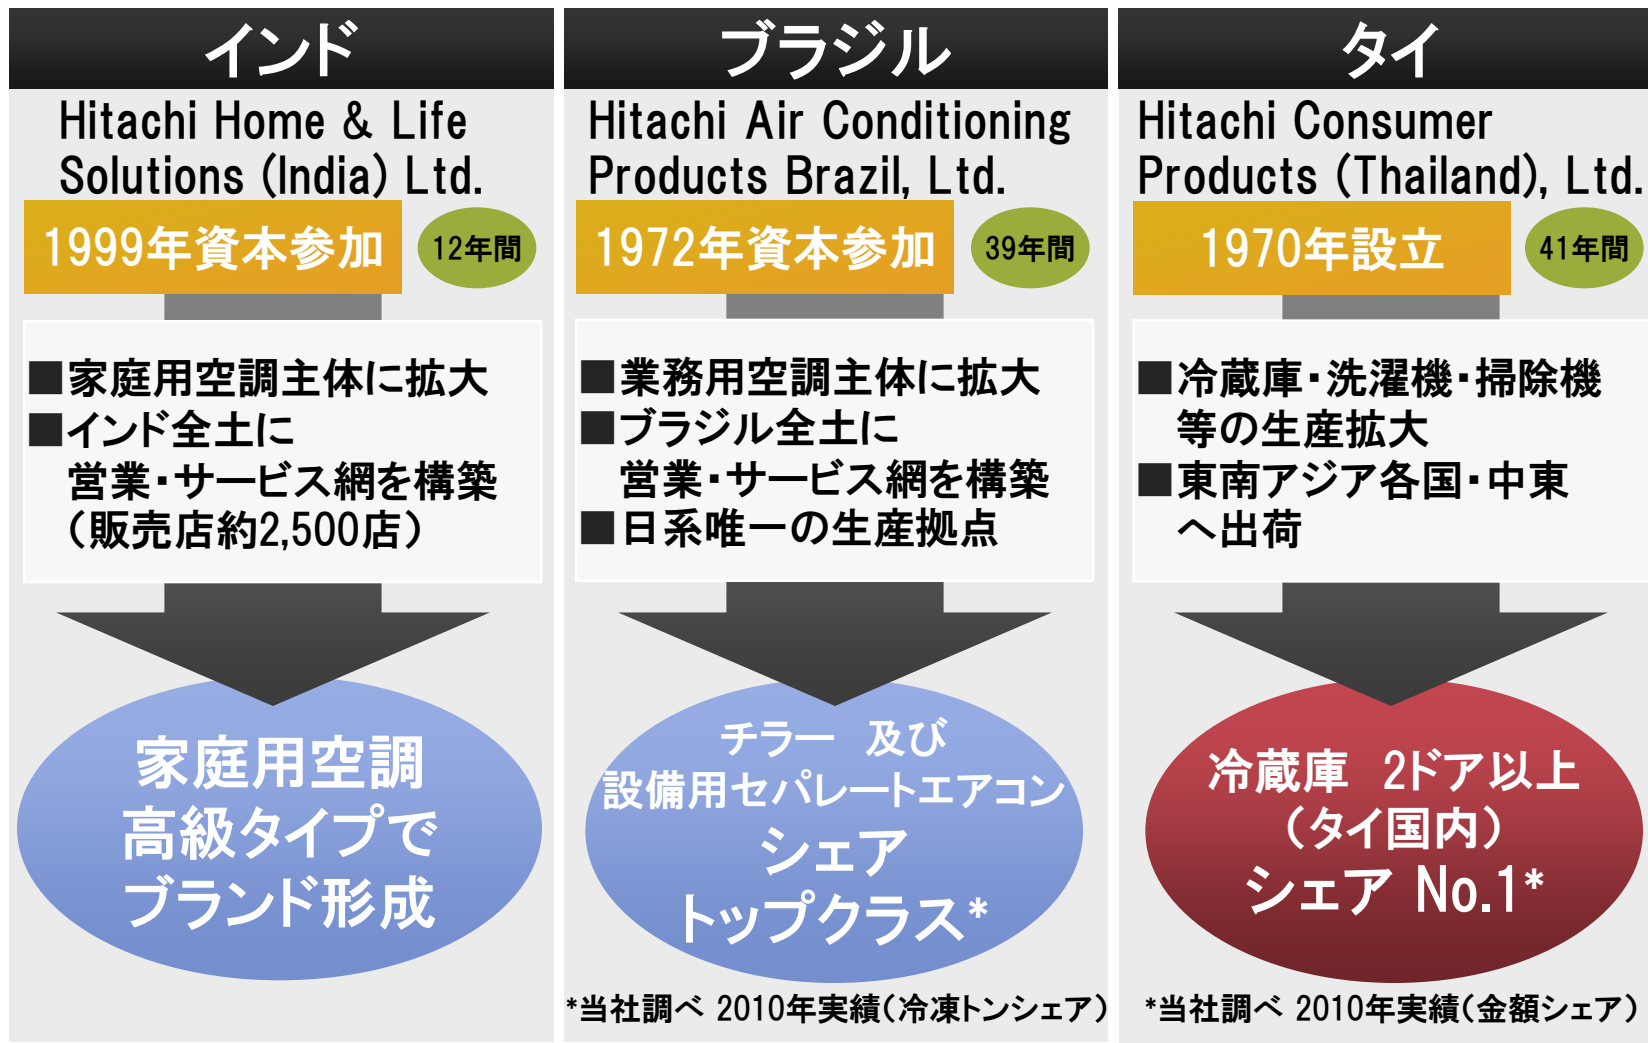 インド
Hitachi Home & Life
Solutions (India) Ltd.
1999年資本参加
12年間
■家庭用空調主体に拡大
■インド全土に
営業・サービス網を構築
（販売店約2,500店）
家庭用空調
高級タイプで
ブランド形成
ブラジル
Hitachi Air Conditioning
Products Brazil, Ltd.
1972年資本参加
39年間
■業務用空調主体に拡大
■ブラジル全土に
営業・サービス網を構築
■日系唯一の生産拠点
チラー 及び
設備用セパレートエアコン
シェア
トップクラス*
*当社調べ 2010年実績（冷凍トンシェア）
タイ
Hitachi Consumer
Products (Thailand), Ltd.
1970年設立
41年間
■冷蔵庫・洗濯機・掃除機
等の生産拡大
■東南アジア各国・中東
へ出荷
冷蔵庫 2ドア以上
（タイ国内）
シェア No.1*
*当社調べ 2010年実績（金額シェア）